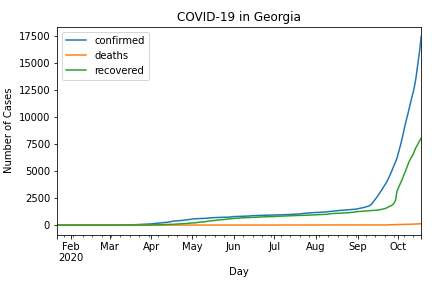 COVID-19 in Georgia
confirmed
deaths
recovered
Number of Cases
17500
15000
12500
10000
7500
5000
2500
0
Feb Mar Apr May Jun Jul Aug Sep Oct
2020
Day